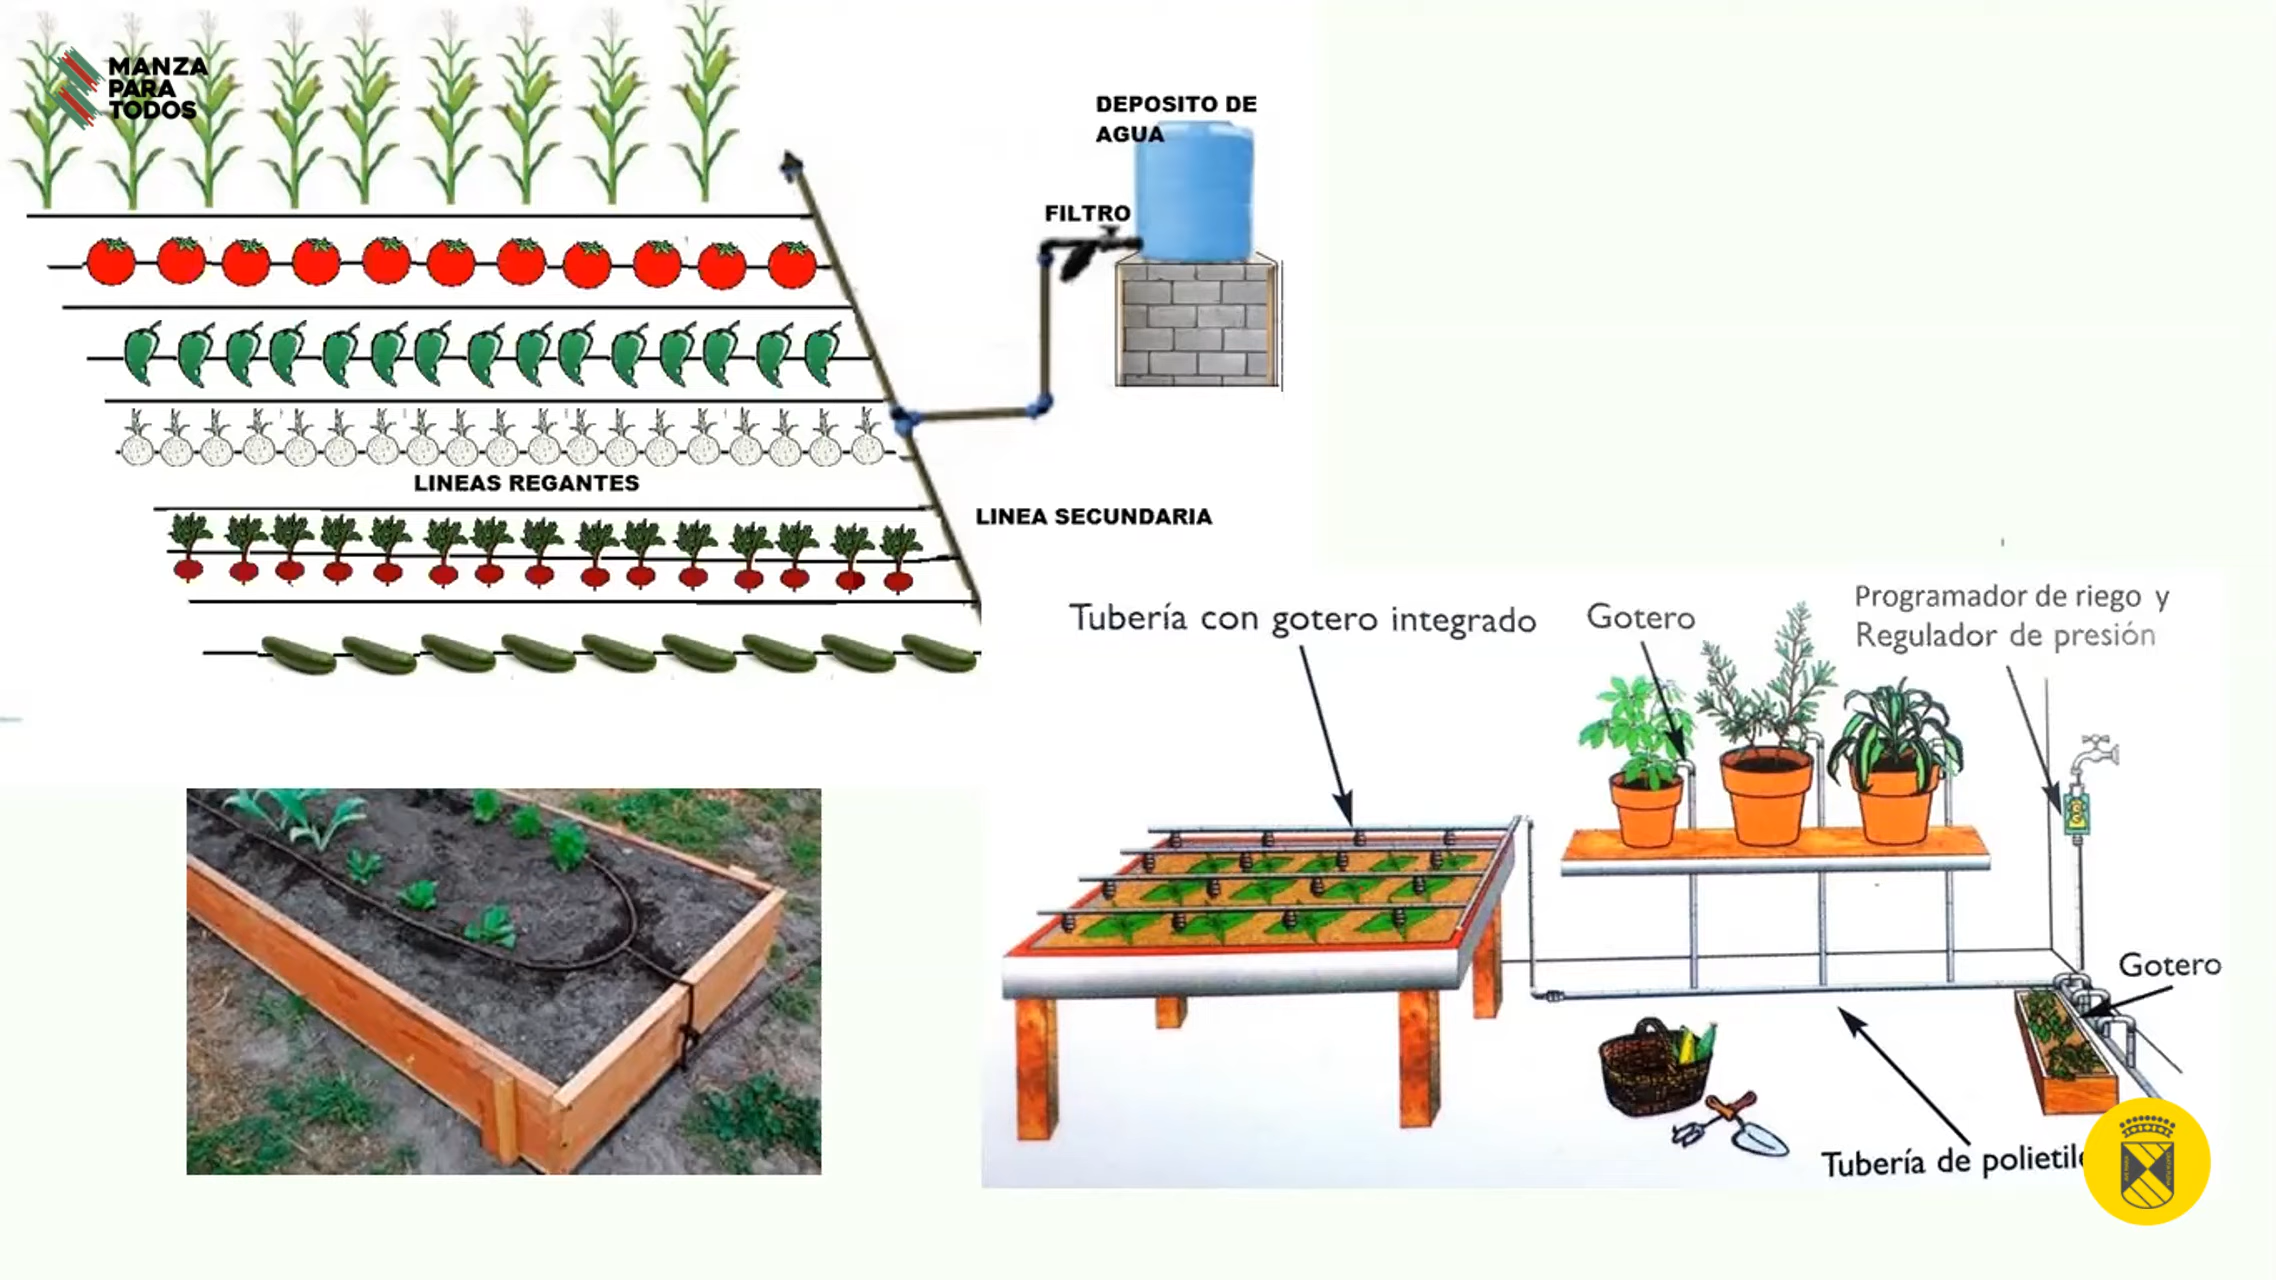 MANZA
PARA
TODOS
DEPOSITO DE
AGUA
FILTRO
LINEAS REGANTES
LINEA SECUNDARIA
Tubería con gotero integrado
Gotero
Programador de riego y
Regulador de presión
Gotero
Tubería de polietile